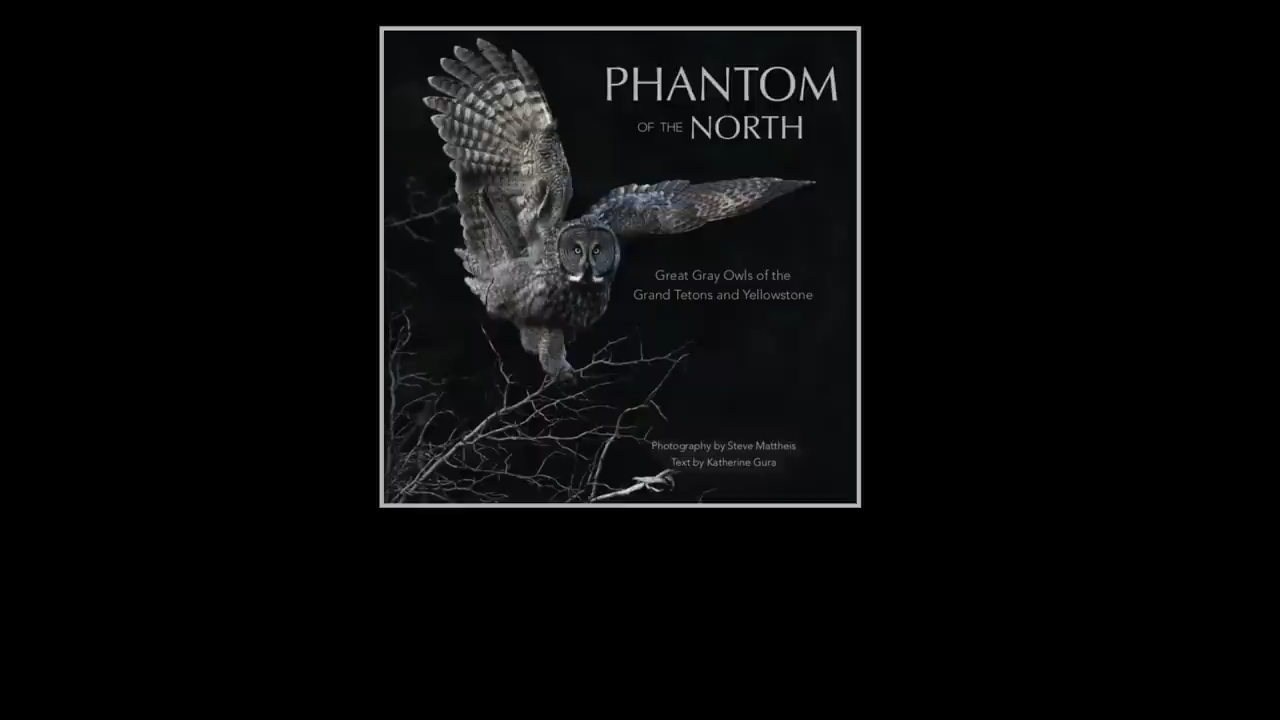 PHANTOM
OF THE NORTH
Great Gray Owls of the
Grand Tetons and Yellowstone
Photography by Steve Mattheis
Text by Katherine Gura